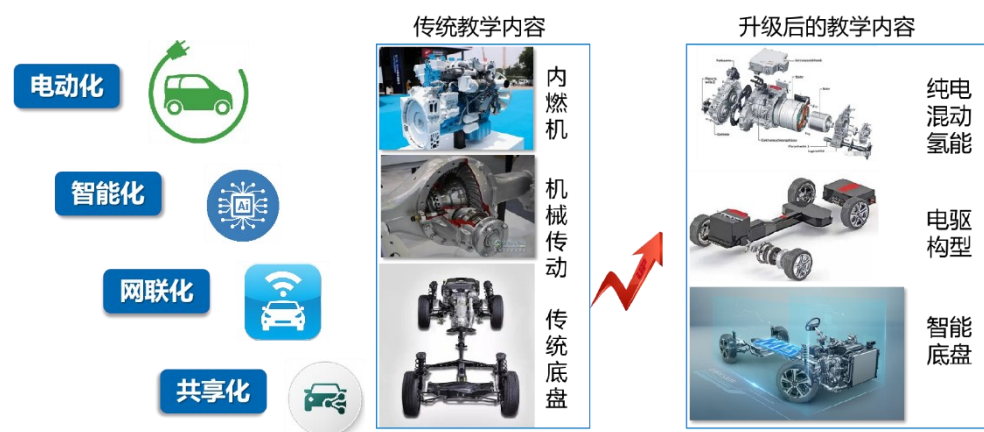 传统教学内容
升级后的教学内容
电动化
智能化
Ai
网联化
共享化
内燃机
机械传动
传统底盘
UP
纯电
混动
氢能
电驱
构型
智能
底盘